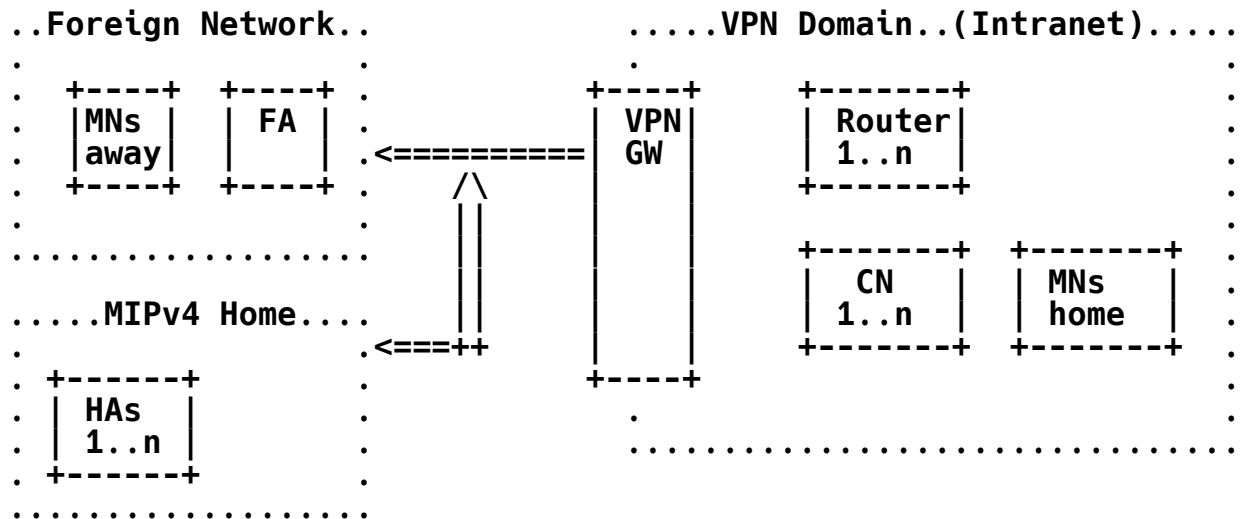 ..Foreign Network..                .....VPN Domain..(Intranet).....
.                     .                .                                     .
.   +----+  +----+ .              +----+       +-------+                .
.   |MNs |  | FA | .              | VPN|       | Router|                .
.   |away|  |    | .<=========| GW |       | 1..n  |                .
.   +----+  +----+ .     /\       |    |       +-------+                .
.                     .     ||       |    |                                .
...................     ||       |    |       +-------+  +-------+   .
                            ||       |    |       |  CN   |  | MNs   |   .
.....MIPv4 Home....     ||       |    |       | 1..n  |  | home  |   .
.                     .<===++       |    |       +-------+  +-------+   .
.  +------+           .              +----+                                .
.  | HAs  |           .                .                                     .
.  | 1..n |           .                ..................................
.  +------+           .
...................